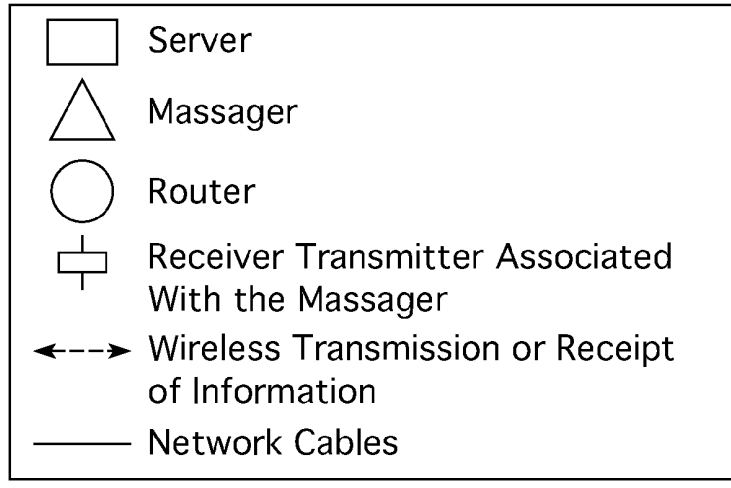 Server
Massager
Router
Receiver Transmitter Associated
With the Massager
Wireless Transmission or Receipt
of Information
Network Cables